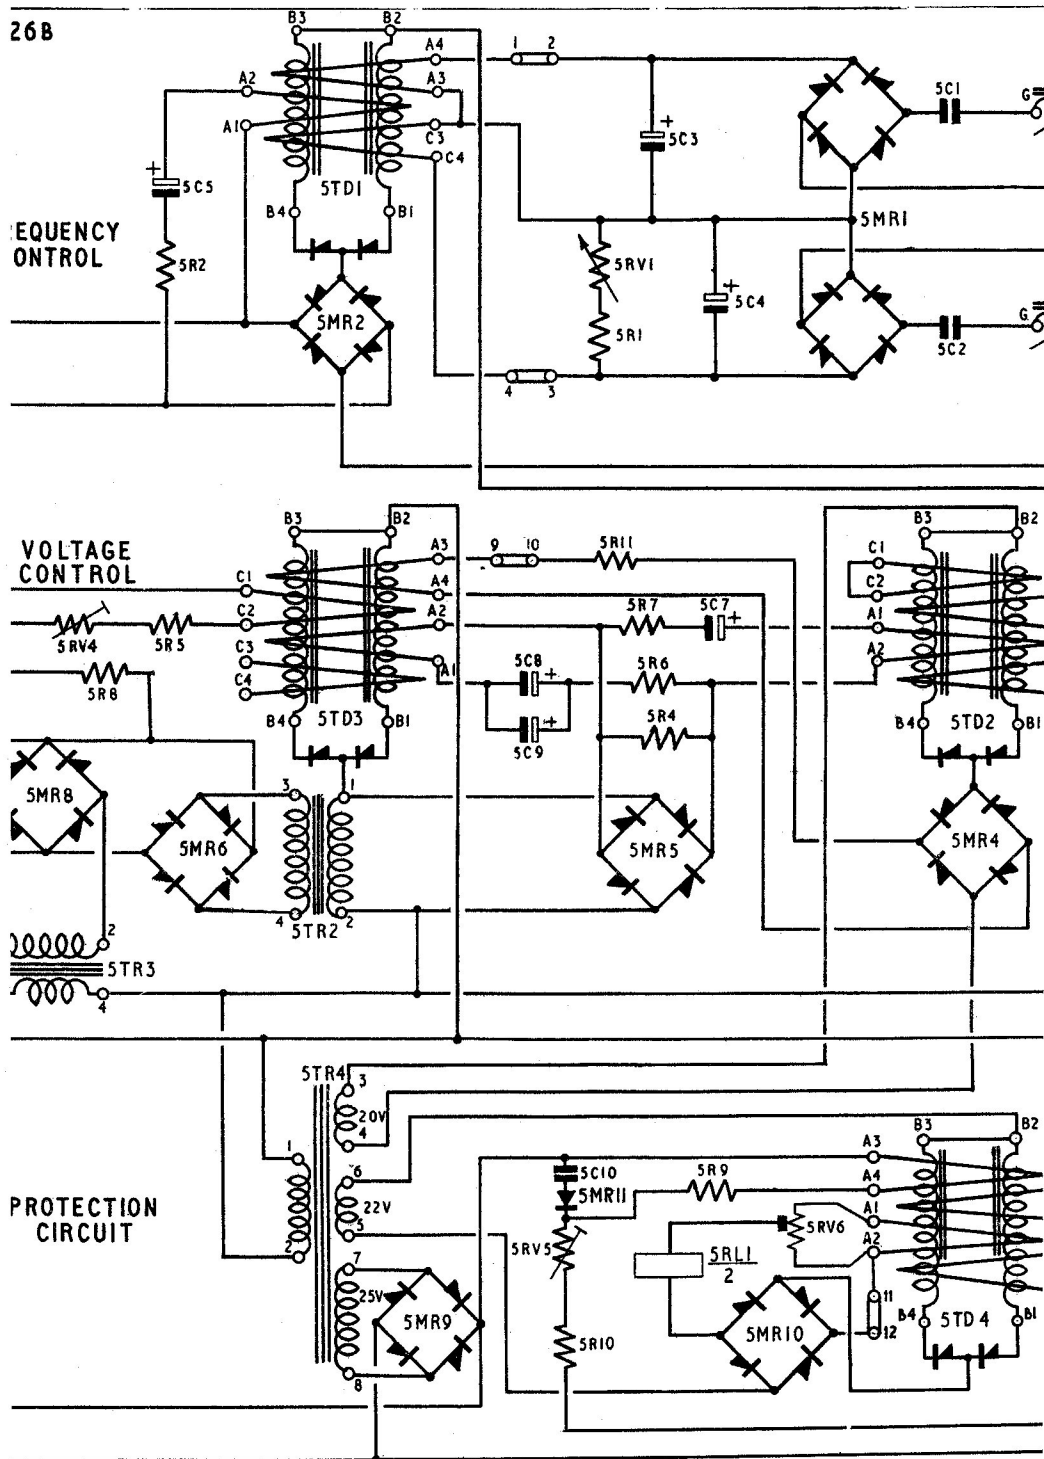 26B
B3 B2
A4 1 2
A2 A3
5C1 G
A1 C3 + 5C3
C4
+ 5C5 5TD1
B4 B1 5MR1
EQUENCY
ONTROL
5R2 5RV1
+ 5C4
5MR2 5R1 5C2 G
4 3
VOLTAGE
CONTROL
B3 B2 A3 9 10 5R11 B3 B2
C1 A4 C1
C2 A2 5R7 5C7 + C2
5RV4 5R5 A1
C3 A1 5C8 + 5R6 A2
5R8 C4
B4 5TD3 B1 5C9 5R4 B4 5TD2 B1
5MR8 3 1
5MR6 5MR5 5MR4
4 5TR2 2
2
5TR3
4
5TR4 3
20V
4
1 6 B3 B2
A3
5C10 5R9 A4
5MR11
PROTECTION
CIRCUIT
22V A1
5 5RV5 5RV6 A2
2 7 5RL1
2
25V 11
5MR9 5R10 5MR10 12 B4 5TD4 B1
8